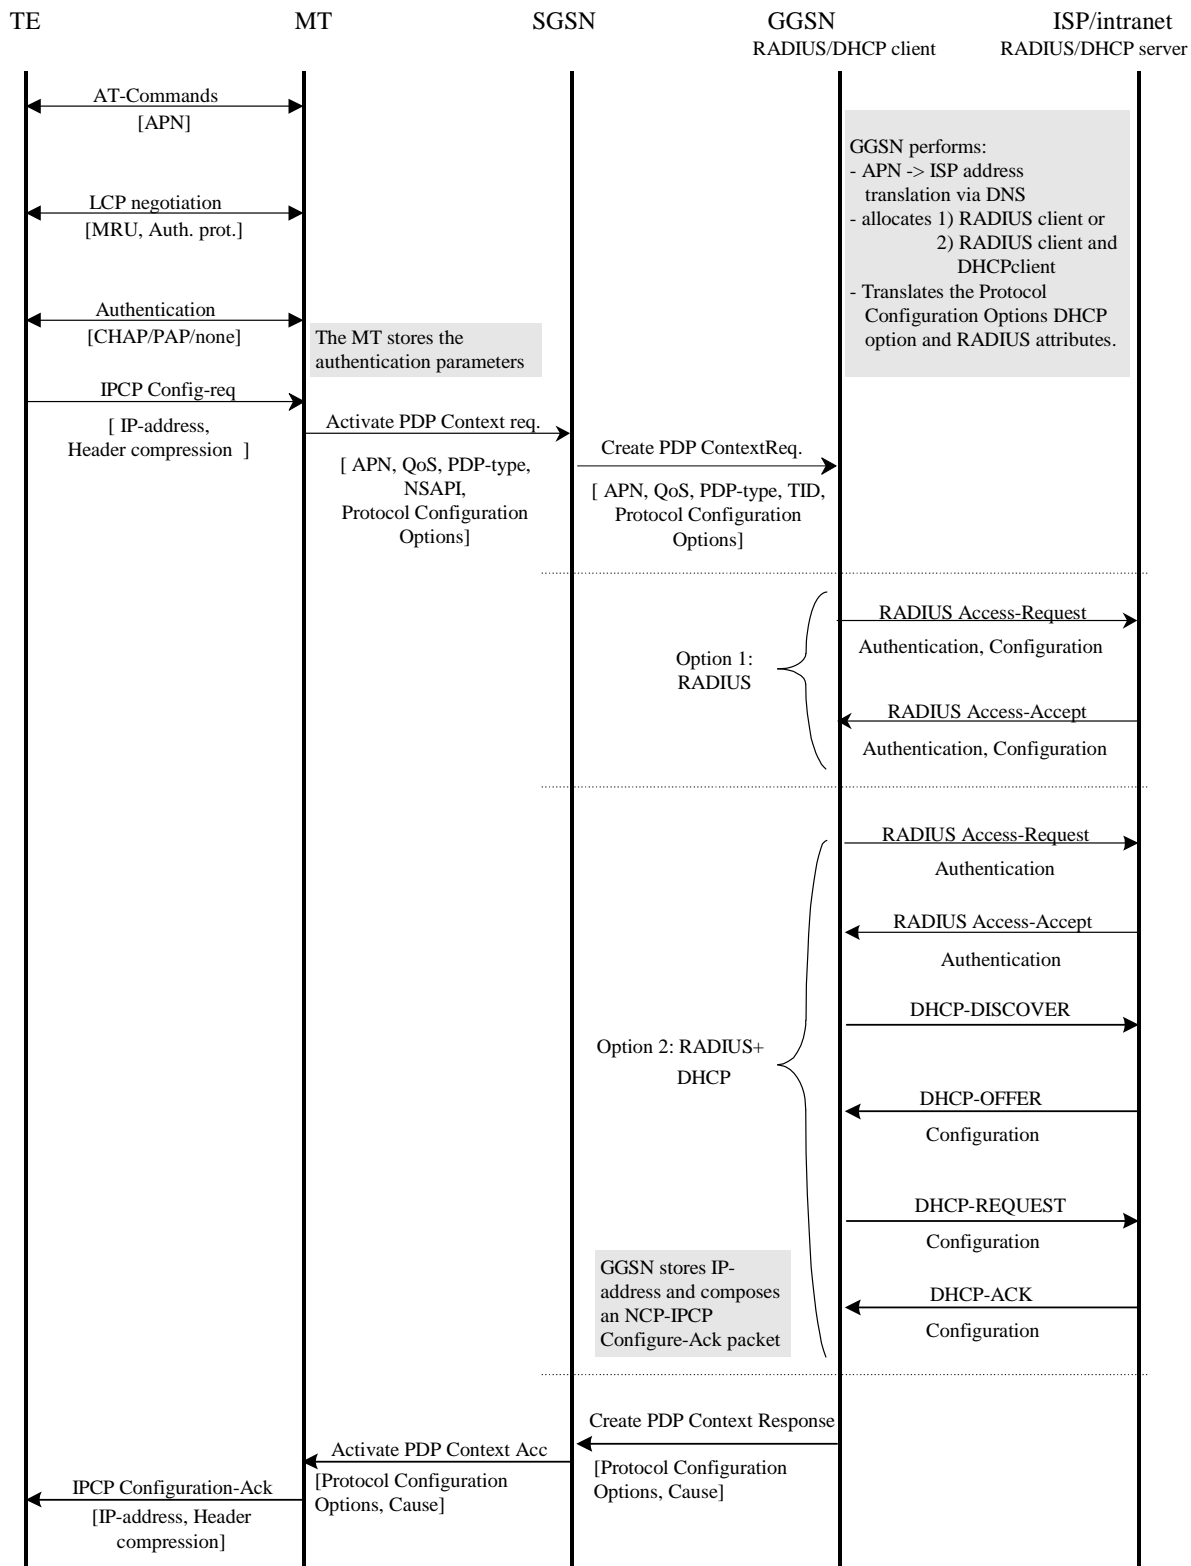 TE
MT
SGSN
GGSN
ISP/intranet
RADIUS/DHCP client
RADIUS/DHCP server
AT-Commands
[APN]
GGSN performs:
- APN -> ISP address
translation via DNS
- allocates 1) RADIUS client or
2) RADIUS client and
DHCPclient
- Translates the Protocol
Configuration Options DHCP
option and RADIUS attributes.
LCP negotiation
[MRU, Auth. prot.]
Authentication
[CHAP/PAP/none]
The MT stores the
authentication parameters
IPCP Config-req
[ IP-address,
Header compression ]
Activate PDP Context req.
[ APN, QoS, PDP-type,
NSAPI,
Protocol Configuration
Options]
Create PDP ContextReq.
[ APN, QoS, PDP-type, TID,
Protocol Configuration
Options]
Option 1:
RADIUS
RADIUS Access-Request
Authentication, Configuration
RADIUS Access-Accept
Authentication, Configuration
Option 2: RADIUS+
DHCP
RADIUS Access-Request
Authentication
RADIUS Access-Accept
Authentication
DHCP-DISCOVER
DHCP-OFFER
Configuration
DHCP-REQUEST
Configuration
DHCP-ACK
Configuration
GGSN stores IP-
address and composes
an NCP-IPCP
Configure-Ack packet
Create PDP Context Response
[Protocol Configuration
Options, Cause]
Activate PDP Context Acc
[Protocol Configuration
Options, Cause]
IPCP Configuration-Ack
[IP-address, Header
compression]